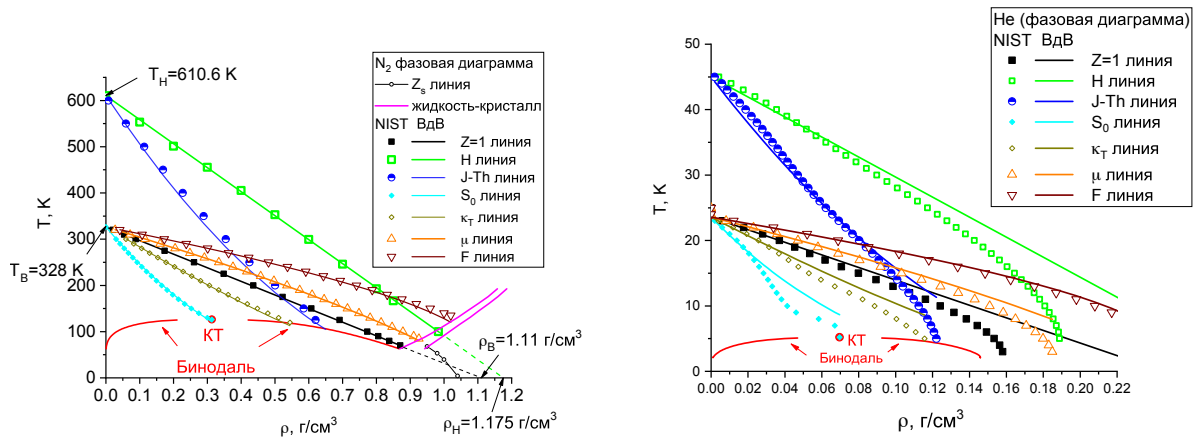 T_H=610.6 K
N₂ фазовая диаграмма
Z_s линия
жидкость-кристалл
NIST ВдВ
Z=1 линия
H линия
J-Th линия
S₀ линия
κ_T линия
μ линия
F линия
T, K
600
500
400
300
200
100
0
T_B=328 K
КТ
Бинодаль
ρ_B=1.11 г/см³
0.0 0.1 0.2 0.3 0.4 0.5 0.6 0.7 0.8 0.9 1.0 1.1 1.2
ρ, г/см³
ρ_H=1.175 г/см³
He (фазовая диаграмма)
NIST ВдВ
Z=1 линия
H линия
J-Th линия
S₀ линия
κ_T линия
μ линия
F линия
T, K
50
40
30
20
10
0
КТ
Бинодаль
0.00 0.02 0.04 0.06 0.08 0.10 0.12 0.14 0.16 0.18 0.20 0.22
ρ, г/см³